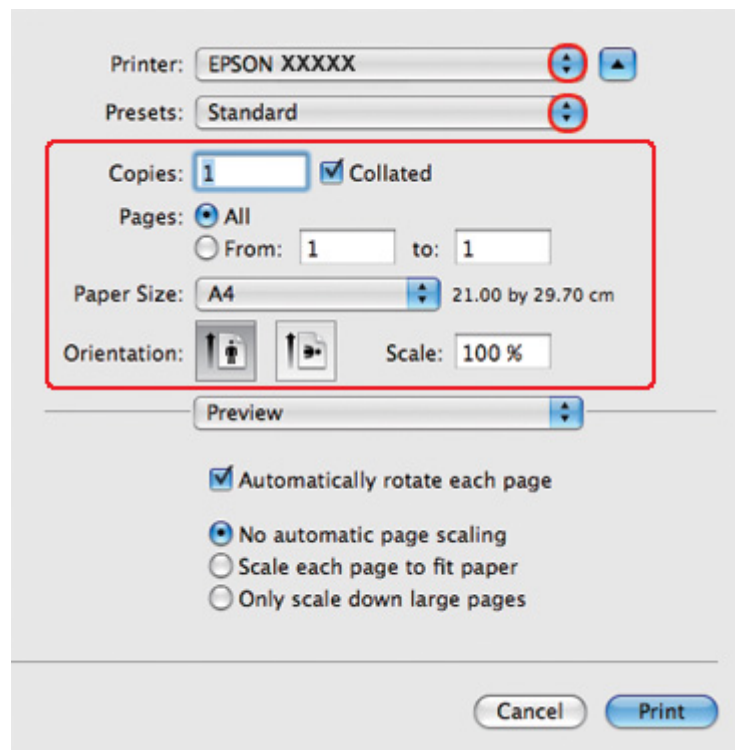 Printer: EPSON XXXXX
Presets: Standard
Copies: 1 Collated
Pages: All
From: 1 to: 1
Paper Size: A4 21.00 by 29.70 cm
Orientation: Scale: 100 %
Preview
Automatically rotate each page
No automatic page scaling
Scale each page to fit paper
Only scale down large pages
Cancel Print